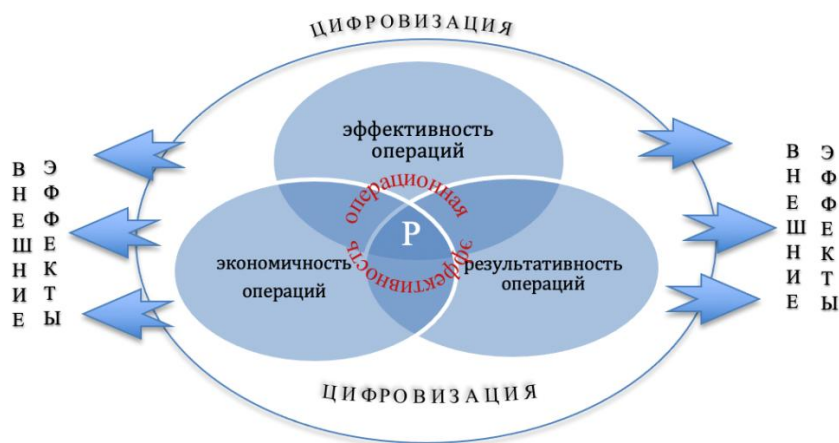 ЦИФРОВИЗАЦИЯ
эффективность
операций
ВНЕШНИЕ
ЭФФЕКТЫ
операционная
эффективность
Р
экономичность
операций
результативность
операций
ВНЕШНИЕ
ЭФФЕКТЫ
ЦИФРОВИЗАЦИЯ